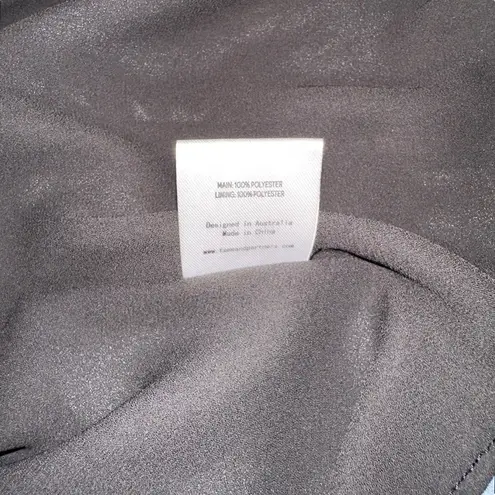 MAIN: 100% POLYESTER
LINING: 100% POLYESTER
Designed in Australia
Made in China